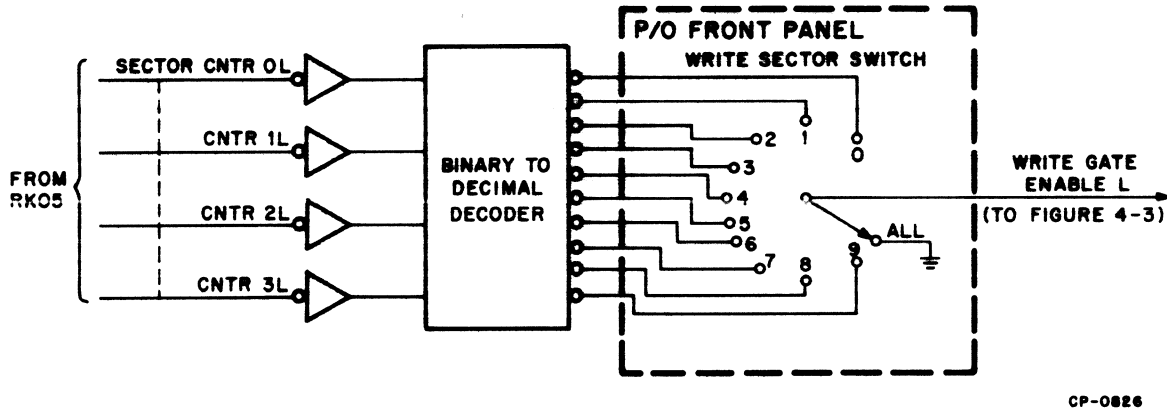 P/O FRONT PANEL
WRITE SECTOR SWITCH
SECTOR CNTR 0L
CNTR 1L
CNTR 2L
CNTR 3L
FROM
RK05
BINARY TO
DECIMAL
DECODER
0
1
2
3
4
5
6
7
8
9
ALL
WRITE GATE
ENABLE L
(TO FIGURE 4-3)
CP-0826